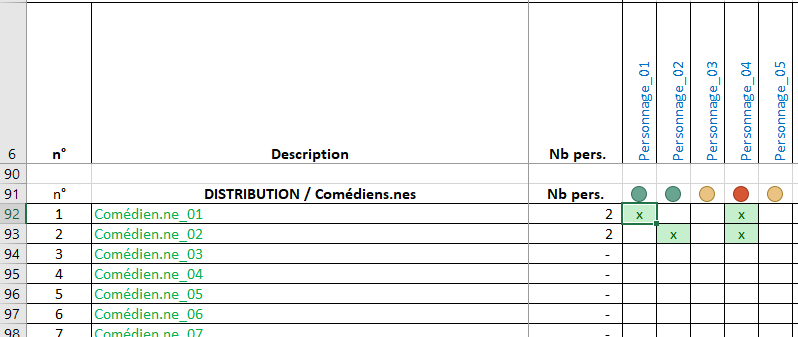 Personnage_01 Personnage_02 Personnage_03 Personnage_04 Personnage_05
6 n° Description Nb pers.
90
91 n° DISTRIBUTION / Comédiens.nes Nb pers.
92 1 Comédien.ne_01 2 x x
93 2 Comédien.ne_02 2 x x
94 3 Comédien.ne_03 -
95 4 Comédien.ne_04 -
96 5 Comédien.ne_05 -
97 6 Comédien.ne_06 -
98 7 Comédien.ne_07 -